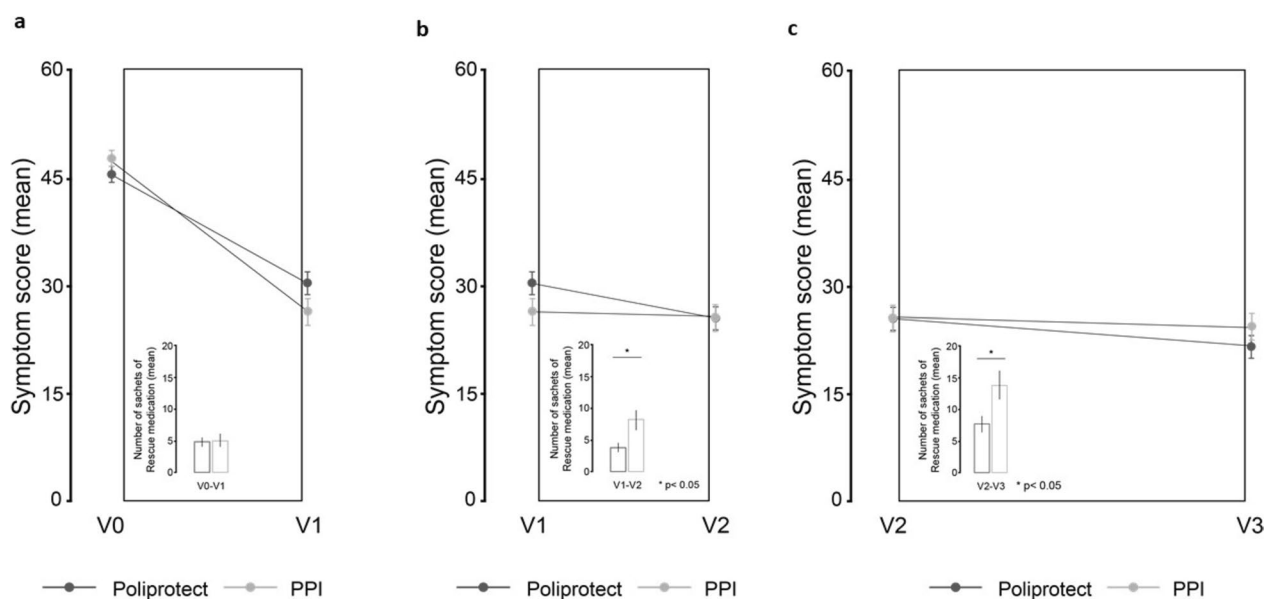 a
60
45
30
15
0
Symptom score (mean)
20
15
10
5
0
Number of sachets of
Rescue medication (mean)
V0-V1
V0
V1
Poliprotect
PPI
b
60
45
30
15
0
Symptom score (mean)
20
15
10
5
0
Number of sachets of
Rescue medication (mean)
*
V1-V2
* p< 0.05
V1
V2
Poliprotect
PPI
c
60
45
30
15
0
Symptom score (mean)
20
15
10
5
0
Number of sachets of
Rescue medication (mean)
*
V2-V3
* p< 0.05
V2
V3
Poliprotect
PPI